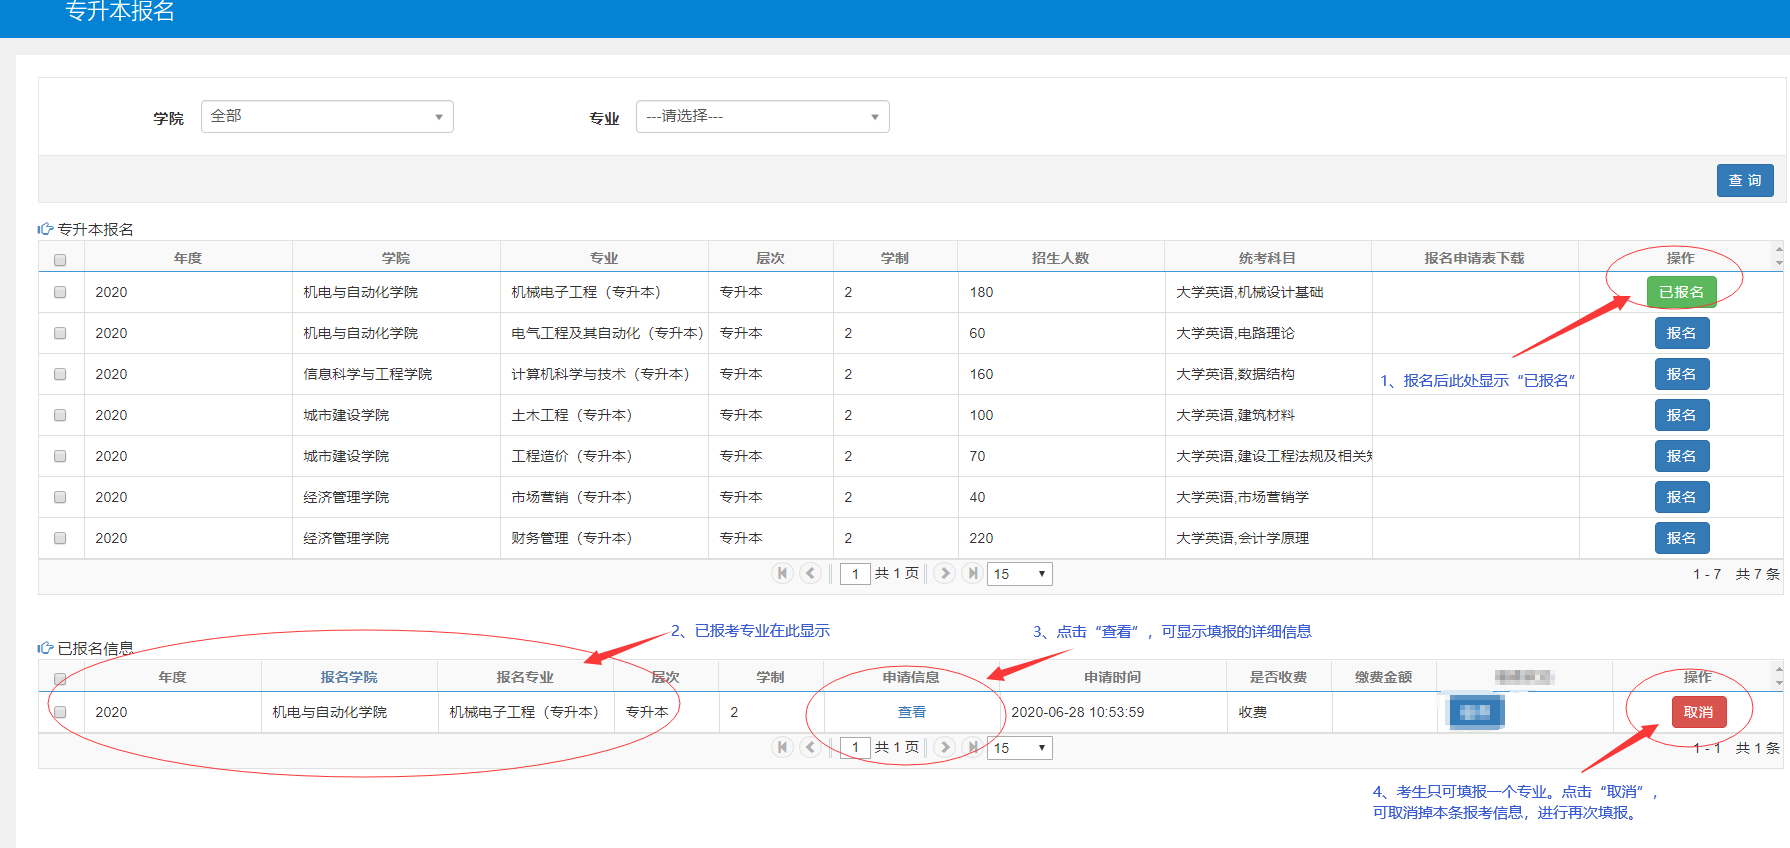 专升本报名
学院 全部 专业 ---请选择---
查 询
专升本报名
年度 学院 专业 层次 学制 招生人数 统考科目 报名申请表下载 操作
2020 机电与自动化学院 机械电子工程（专升本） 专升本 2 180 大学英语,机械设计基础 已报名
2020 机电与自动化学院 电气工程及其自动化（专升本） 专升本 2 60 大学英语,电路理论 报名
2020 信息科学与工程学院 计算机科学与技术（专升本） 专升本 2 160 大学英语,数据结构 报名
1、报名后此处显示“已报名”
2020 城市建设学院 土木工程（专升本） 专升本 2 100 大学英语,建筑材料 报名
2020 城市建设学院 工程造价（专升本） 专升本 2 70 大学英语,建设工程法规及相关 报名
2020 经济管理学院 市场营销（专升本） 专升本 2 40 大学英语,市场营销学 报名
2020 经济管理学院 财务管理（专升本） 专升本 2 220 大学英语,会计学原理 报名
1 共 1 页 15 1 - 7 共 7 条
2、已报考专业在此显示 3、点击“查看”，可显示填报的详细信息
已报名信息
年度 报名学院 报名专业 层次 学制 申请信息 申请时间 是否收费 缴费金额 操作
2020 机电与自动化学院 机械电子工程（专升本） 专升本 2 查看 2020-06-28 10:53:59 收费 取消
1 共 1 页 15 1 - 1 共 1 条
4、考生只可填报一个专业。点击“取消”，
可取消掉本条报考信息，进行再次填报。